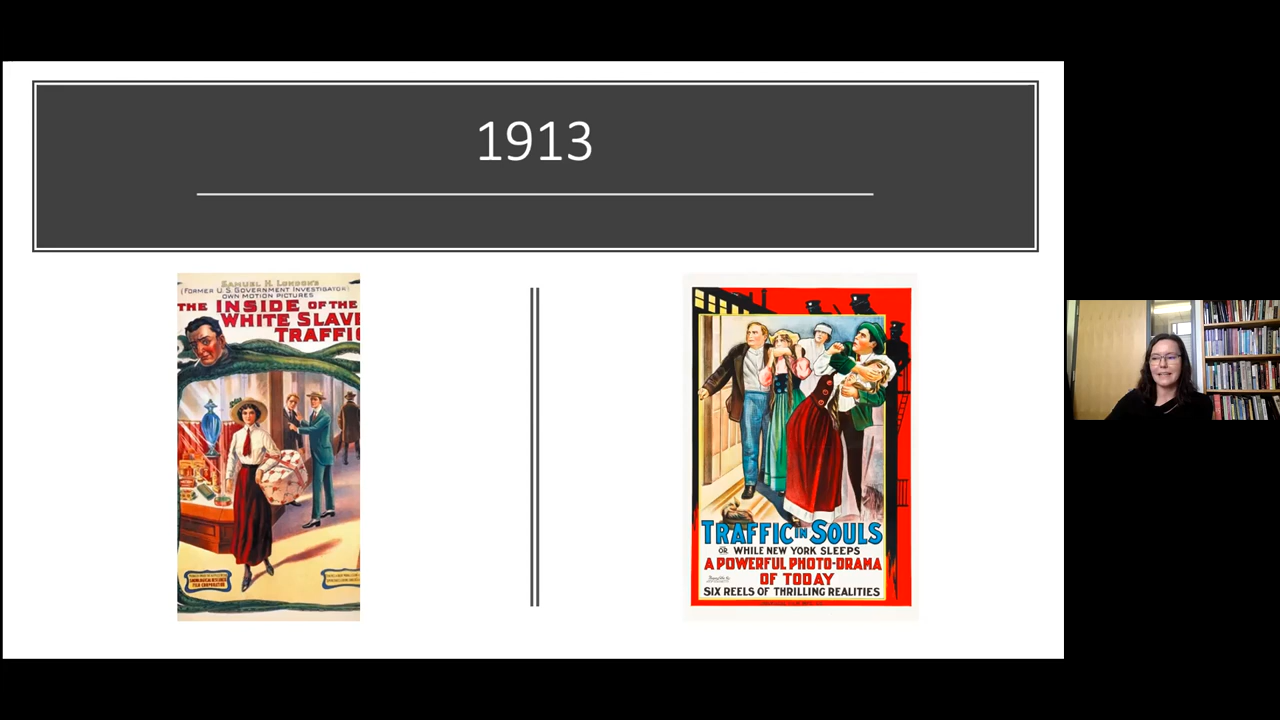 1913
SAMUEL H. LONDON'S
(FORMER U.S. GOVERNMENT INVESTIGATOR)
OWN MOTION PICTURES
THE INSIDE OF THE
WHITE SLAV
TRAFFIC
TRAFFIC IN SOULS
OR WHILE NEW YORK SLEEPS
A POWERFUL PHOTO-DRAMA
OF TODAY
SIX REELS OF THRILLING REALITIES